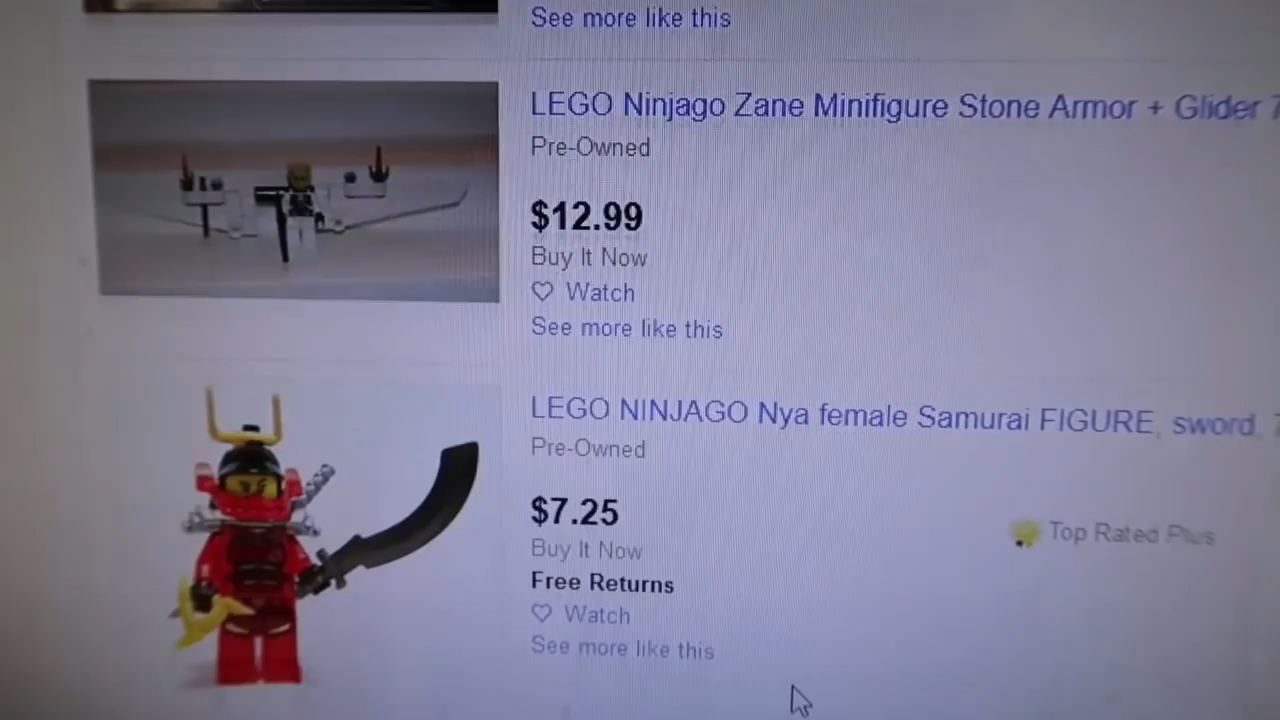 See more like this
LEGO Ninjago Zane Minifigure Stone Armor + Glider
Pre-Owned
$12.99
Buy It Now
Watch
See more like this
LEGO NINJAGO Nya female Samurai FIGURE, sword,
Pre-Owned
$7.25
Top Rated Plus
Buy It Now
Free Returns
Watch
See more like this